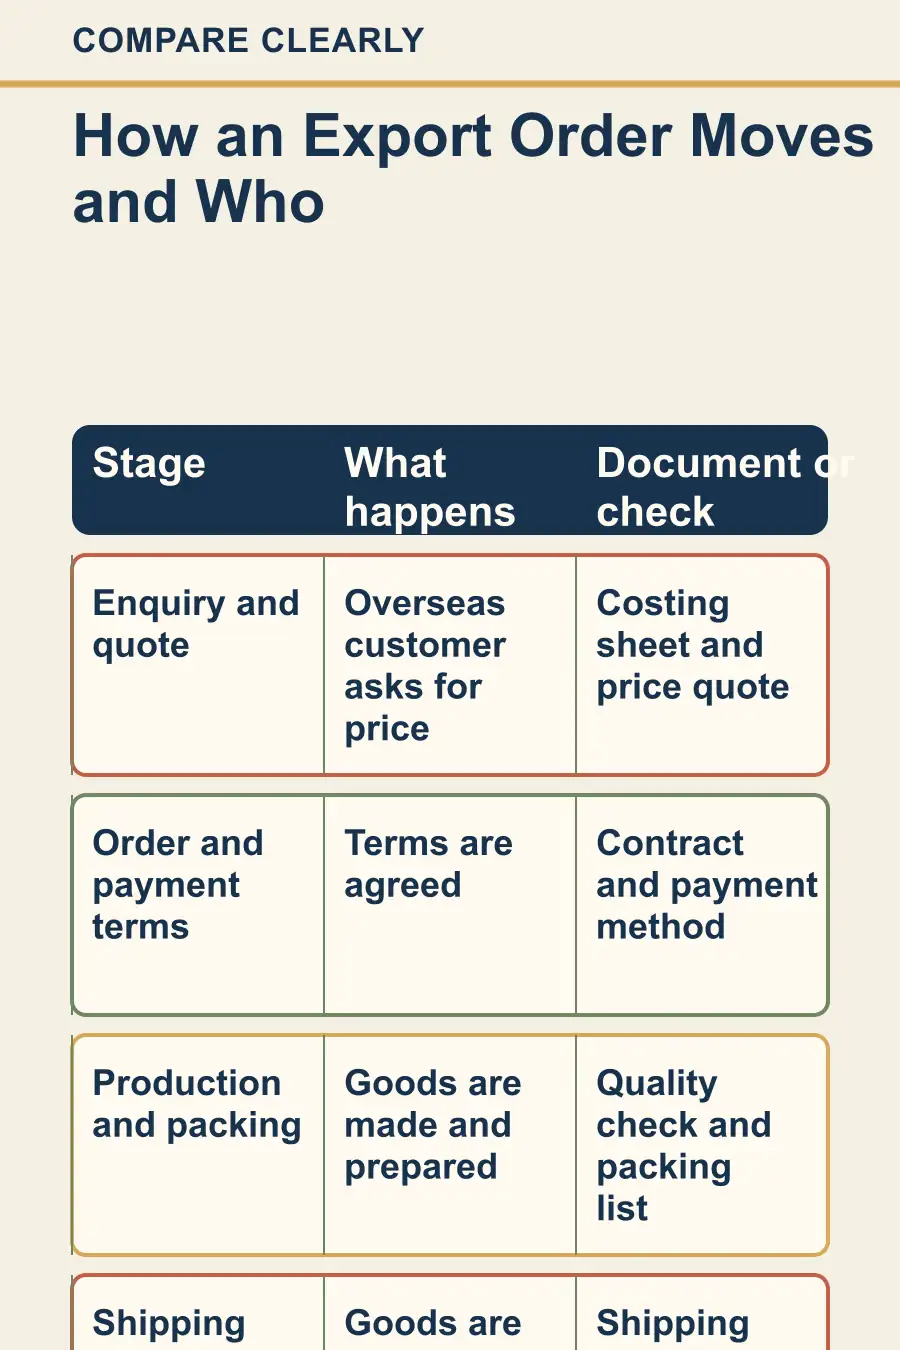 COMPARE CLEARLY
How an Export Order Moves
and Who
Stage
What
happens
Document or
check
Enquiry and
quote
Overseas
customer
asks for
price
Costing
sheet and
price quote
Order and
payment
terms
Terms are
agreed
Contract
and payment
method
Production
and packing
Goods are
made and
prepared
Quality
check and
packing
list
Shipping
Goods are
Shipping